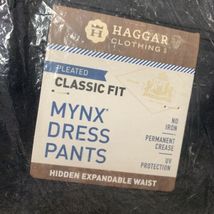 H
HAGGAR
CLOTHING
PLEATED
CLASSIC FIT
MYNX®
DRESS
PANTS
NO
IRON
PERMANENT
CREASE
UV
PROTECTION
HIDDEN EXPANDABLE WAIST